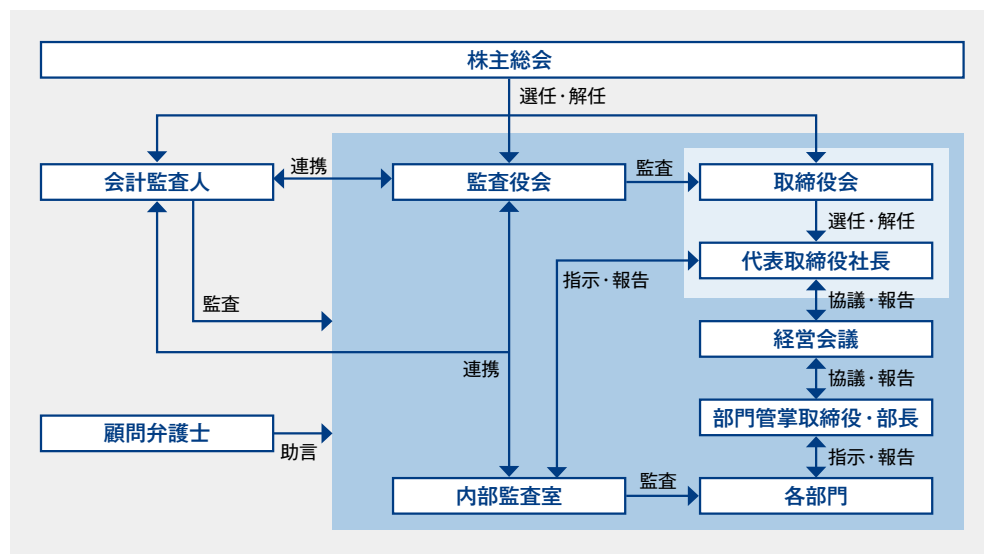 株主総会
選任・解任
会計監査人
連携
監査役会
監査
取締役会
選任・解任
代表取締役社長
指示・報告
協議・報告
監査
経営会議
連携
協議・報告
部門管掌取締役・部長
顧問弁護士
助言
指示・報告
内部監査室
監査
各部門